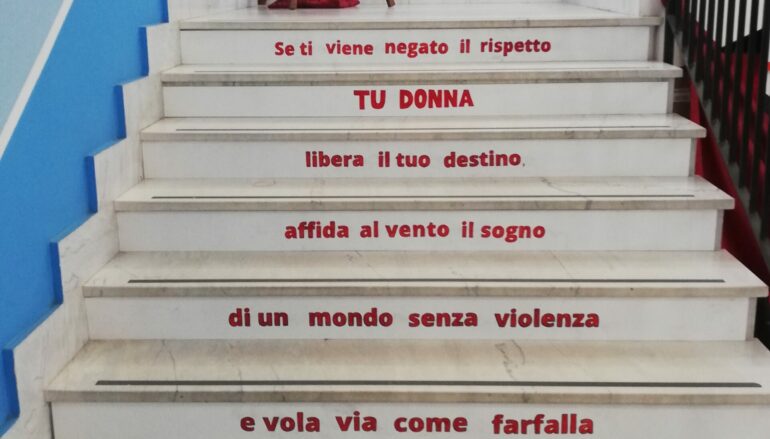 Se ti viene negato il rispetto
TU DONNA
libera il tuo destino,
affida al vento il sogno
di un mondo senza violenza
e vola via come farfalla